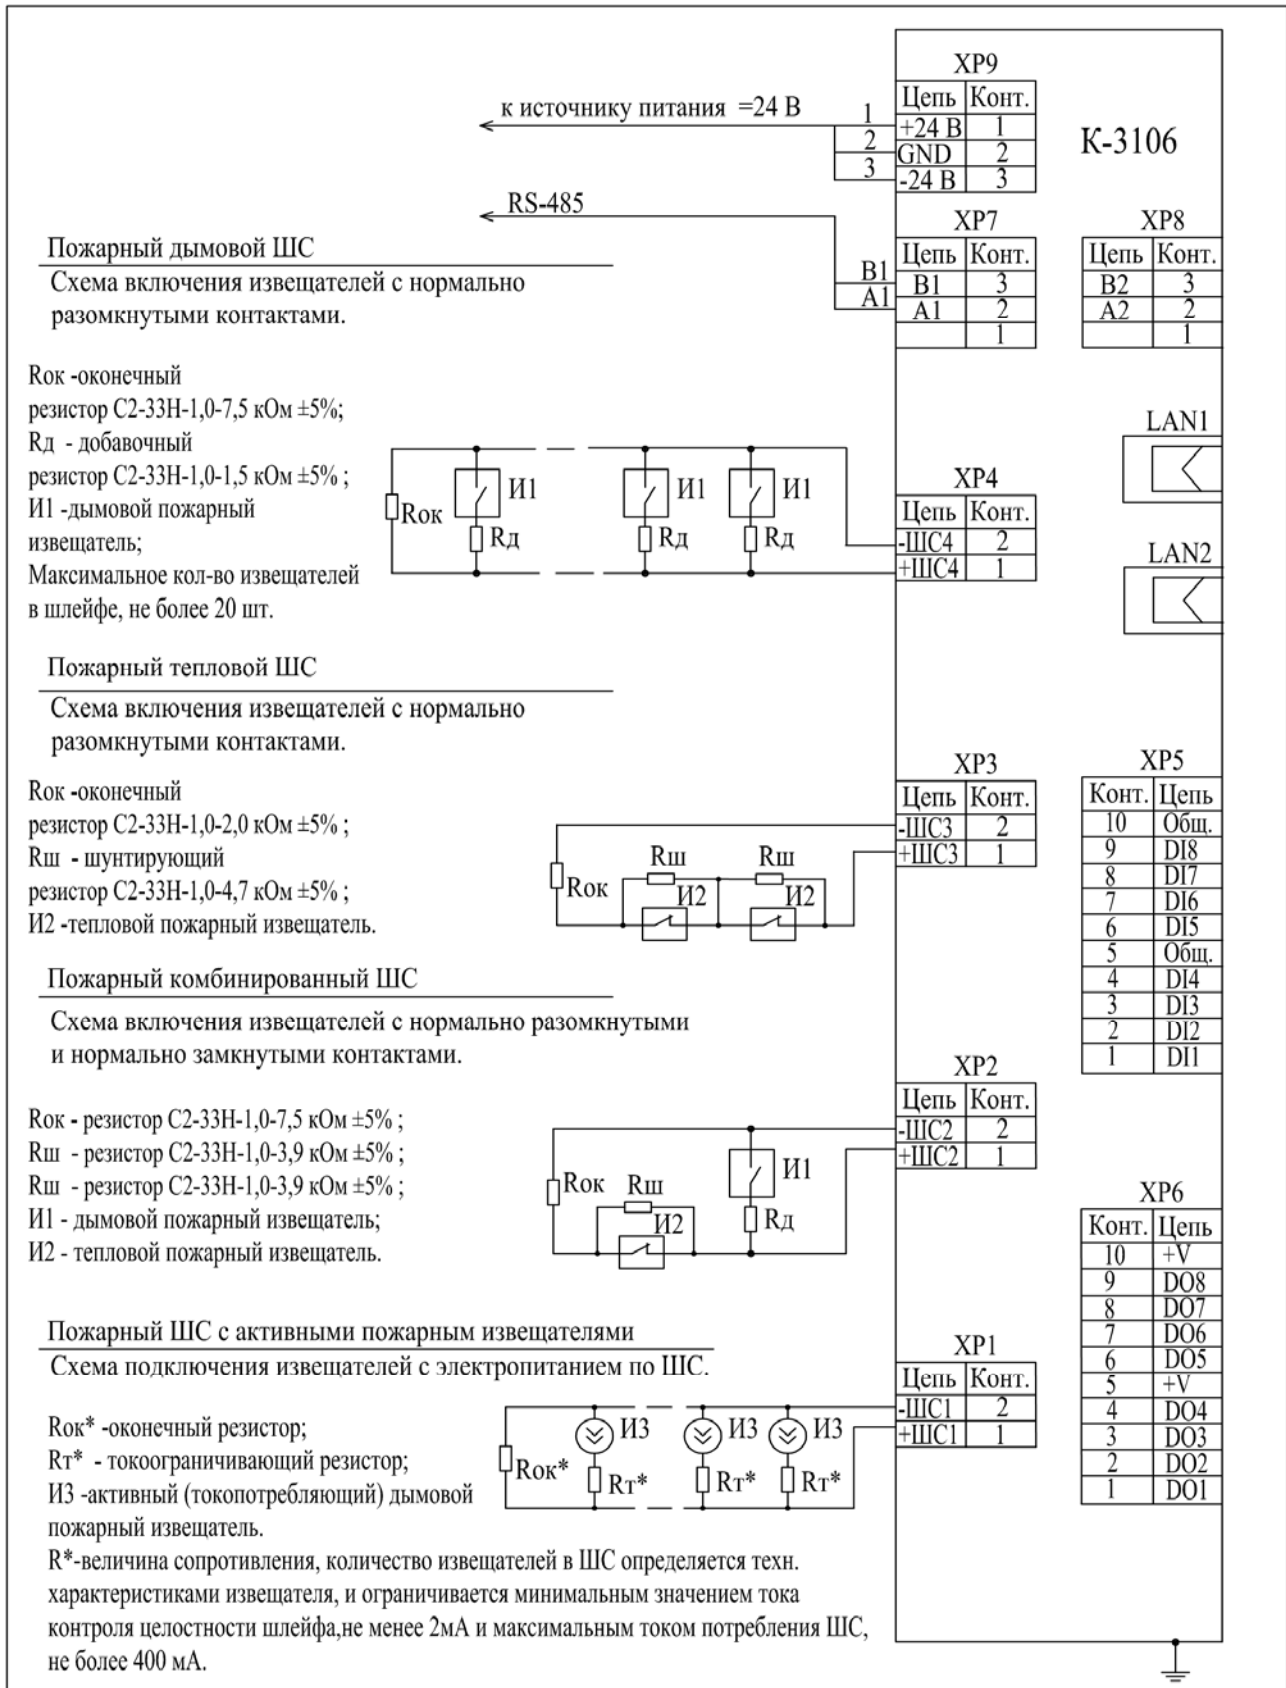 XP9
Цепь Конт.
к источнику питания =24 В
1
+24 В 1
2
GND 2
3
-24 В 3
К-3106
RS-485
XP7
Цепь Конт.
B1
B1 3
A1
A1 2
1
XP8
Цепь Конт.
B2 3
A2 2
1
Пожарный дымовой ШС
Схема включения извещателей с нормально
разомкнутыми контактами.
Rок -оконечный
резистор С2-33Н-1,0-7,5 кОм ±5%;
Rд - добавочный
резистор С2-33Н-1,0-1,5 кОм ±5% ;
И1 -дымовой пожарный
извещатель;
Максимальное кол-во извещателей
в шлейфе, не более 20 шт.
И1 И1 И1
Rок Rд Rд Rд
XP4
Цепь Конт.
-ШС4 2
+ШС4 1
LAN1
LAN2
Пожарный тепловой ШС
Схема включения извещателей с нормально
разомкнутыми контактами.
Rок -оконечный
резистор С2-33Н-1,0-2,0 кОм ±5% ;
Rш - шунтирующий
резистор С2-33Н-1,0-4,7 кОм ±5% ;
И2 -тепловой пожарный извещатель.
Rш Rш
Rок И2 И2
XP3
Цепь Конт.
-ШС3 2
+ШС3 1
XP5
Конт. Цепь
10 Общ.
9 DI8
8 DI7
7 DI6
6 DI5
5 Общ.
4 DI4
3 DI3
2 DI2
1 DI1
Пожарный комбинированный ШС
Схема включения извещателей с нормально разомкнутыми
и нормально замкнутыми контактами.
Rок - резистор С2-33Н-1,0-7,5 кОм ±5% ;
Rш - резистор С2-33Н-1,0-3,9 кОм ±5% ;
Rш - резистор С2-33Н-1,0-3,9 кОм ±5% ;
И1 - дымовой пожарный извещатель;
И2 - тепловой пожарный извещатель.
И1
Rок Rш
И2 Rд
XP2
Цепь Конт.
-ШС2 2
+ШС2 1
XP6
Конт. Цепь
10 +V
9 DO8
8 DO7
7 DO6
6 DO5
5 +V
4 DO4
3 DO3
2 DO2
1 DO1
Пожарный ШС с активными пожарным извещателями
Схема подключения извещателей с электропитанием по ШС.
Rок* -оконечный резистор;
Rт* - токоограничивающий резистор;
И3 -активный (токопотребляющий) дымовой
пожарный извещатель.
R*-величина сопротивления, количество извещателей в ШС определяется техн.
характеристиками извещателя, и ограничивается минимальным значением тока
контроля целостности шлейфа,не менее 2мА и максимальным током потребления ШС,
не более 400 мА.
И3 И3 И3
Rок* Rт* Rт* Rт*
XP1
Цепь Конт.
-ШС1 2
+ШС1 1